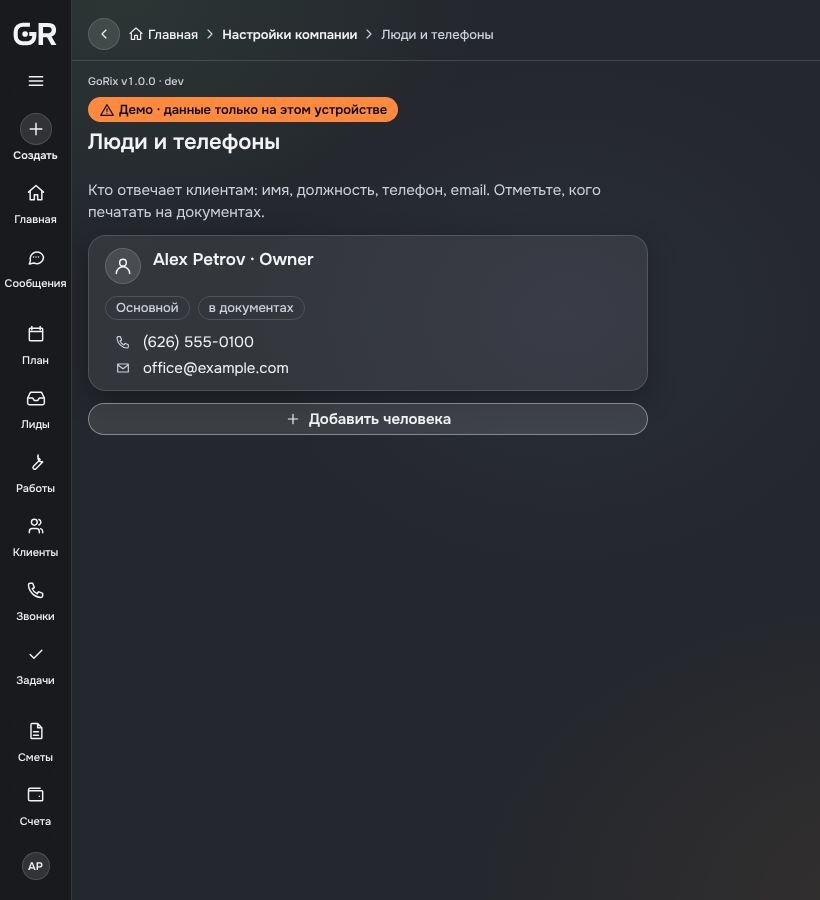 GR
Главная
Настройки компании
Люди и телефоны
GoRix v1.0.0 · dev
Демо · данные только на этом устройстве
Люди и телефоны
Кто отвечает клиентам: имя, должность, телефон, email. Отметьте, кого
печатать на документах.
Alex Petrov · Owner
Основной
в документах
(626) 555-0100
office@example.com
Добавить человека
Создать
Главная
Сообщения
План
Лиды
Работы
Клиенты
Звонки
Задачи
Сметы
Счета
AP